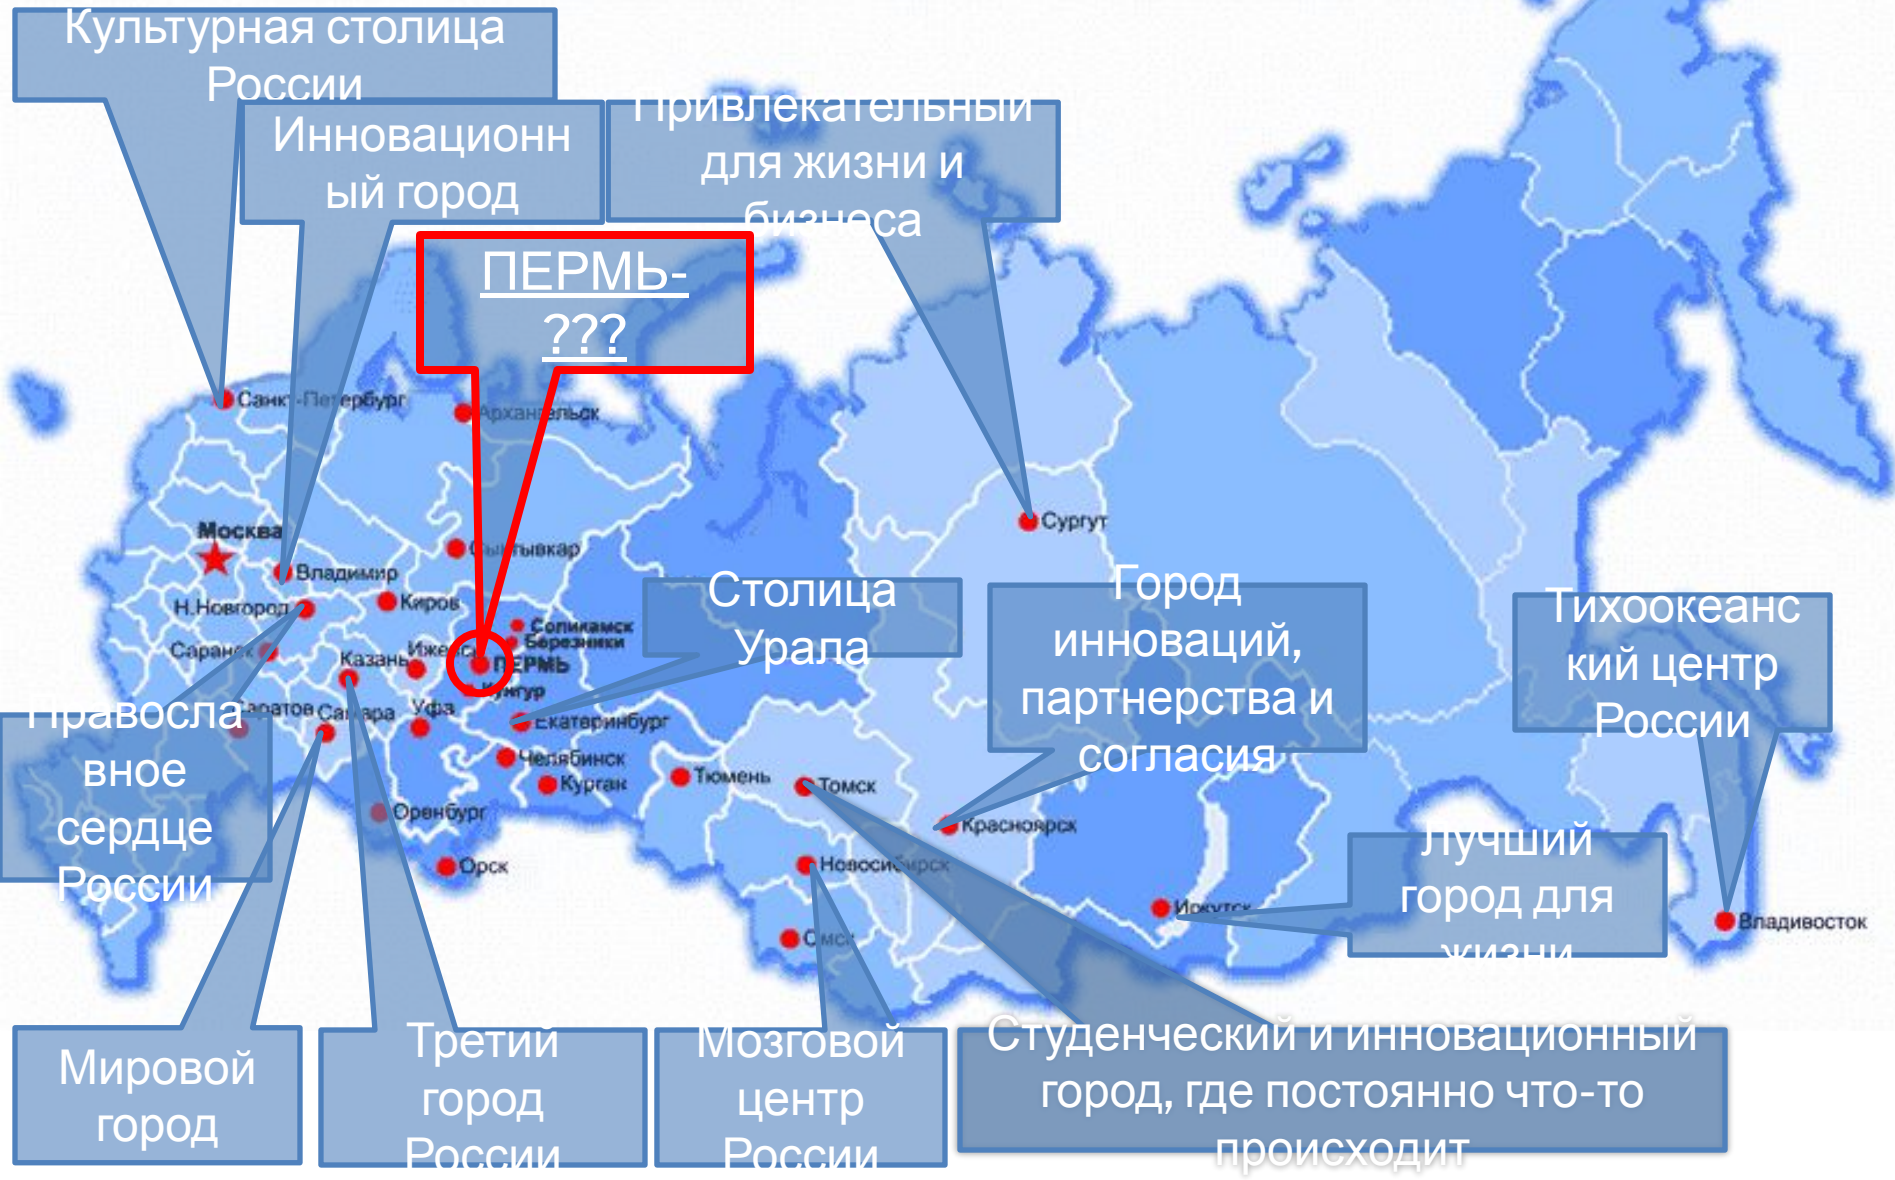 Культурная столица
России
Инновационн
ый город
Привлекательный
для жизни и
бизнеса
ПЕРМЬ-
???
Санкт-Петербург
Архангельск
Москва
Сыктывкар
Сургут
Владимир
Н.Новгород
Киров
Соликамск
Березники
Саранск
Ижевск
Казань
ПЕРМЬ
Кунгур
Столица
Урала
Город
инноваций,
партнерства и
согласия
Тихоокеанс
кий центр
России
Саратов
Самара
Уфа
Екатеринбург
Челябинск
Курган
Тюмень
Томск
Оренбург
Орск
Новосибирск
Омск
Красноярск
Иркутск
Владивосток
Правосла
вное
сердце
России
Лучший
город для
жизни
Мировой
город
Третий
город
России
Мозговой
центр
России
Студенческий и инновационный
город, где постоянно что-то
происходит